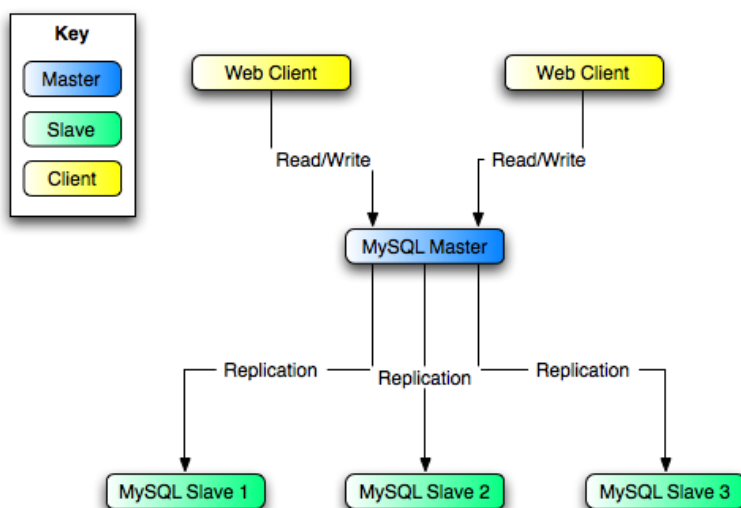 Key
Master
Slave
Client
Web Client
Web Client
Read/Write
Read/Write
MySQL Master
Replication
Replication
Replication
MySQL Slave 1
MySQL Slave 2
MySQL Slave 3